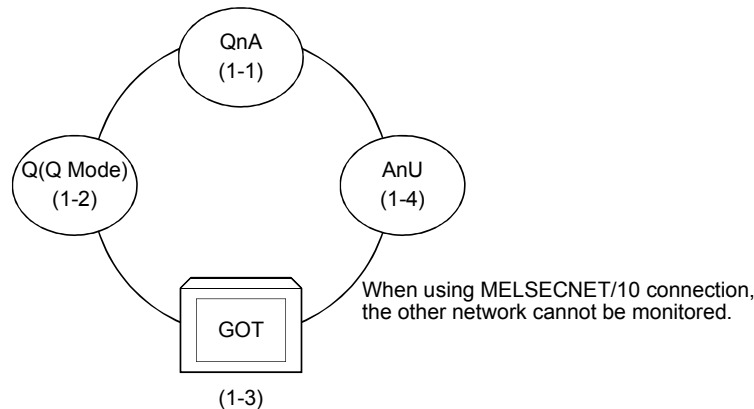 QnA
(1-1)
Q(Q Mode)
(1-2)
AnU
(1-4)
When using MELSECNET/10 connection,
the other network cannot be monitored.
GOT
(1-3)